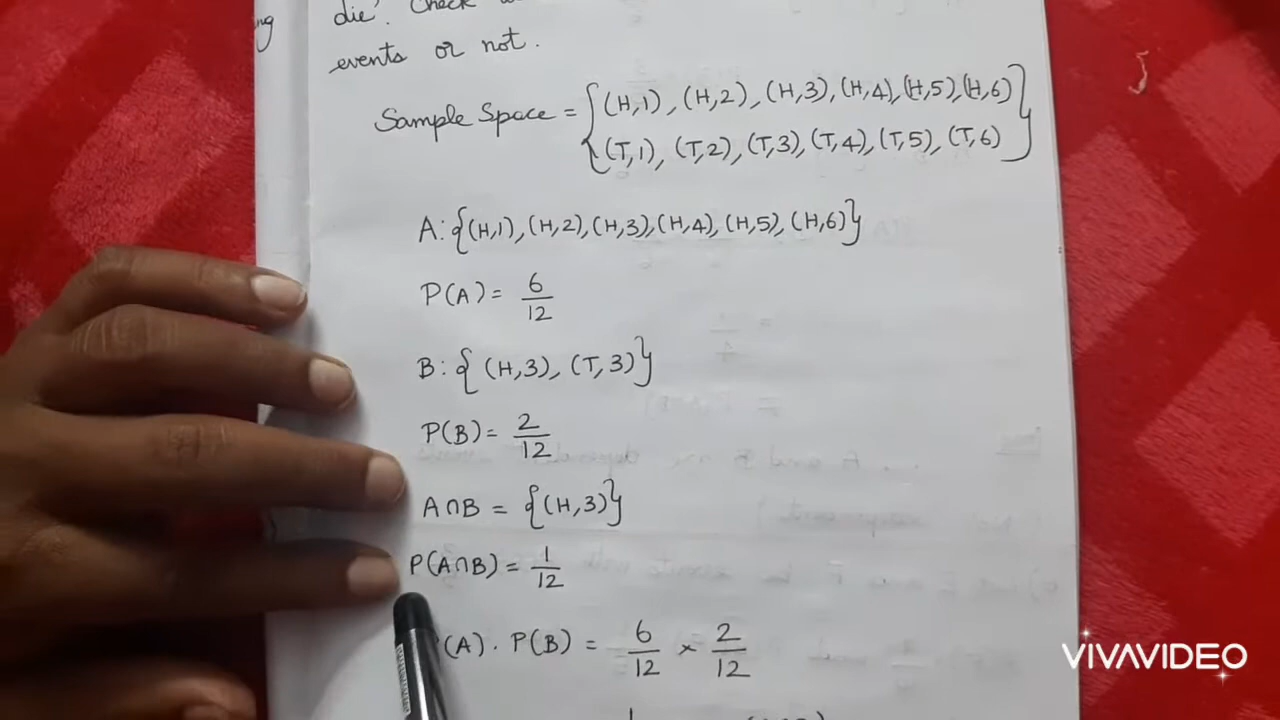 ng
die'. Check
events or not.
Sample Space = {(H,1), (H,2), (H,3), (H,4), (H,5), (H,6)
(T,1), (T,2), (T,3), (T,4), (T,5), (T,6)}
A: {(H,1), (H,2), (H,3), (H,4), (H,5), (H,6)}
P(A) = 6/12
B: {(H,3), (T,3)}
P(B) = 2/12
A∩B = {(H,3)}
P(A∩B) = 1/12
(A) . P(B) = 6/12 × 2/12
VIVAVIDEO